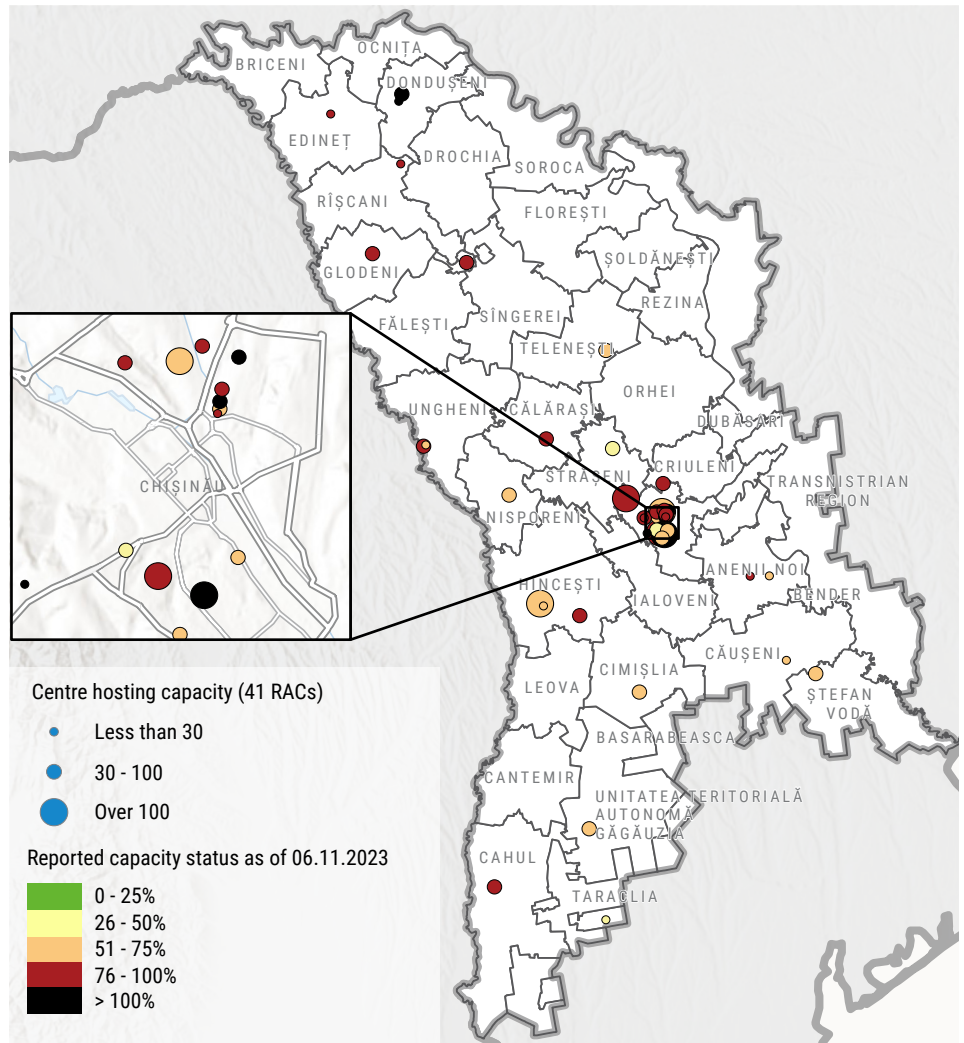 OCNIȚA
BRICENI
DONDUȘENI
EDINEȚ
DROCHIA
SOROCA
RÎȘCANI
FLOREȘTI
GLODENI
ȘOLDĂNEȘTI
REZINA
FĂLEȘTI
SÎNGEREI
TELENEȘTI
ORHEI
UNGHENI
CĂLĂRAȘI
DUBĂSARI
CRIULENI
STRĂȘENI
TRANSNISTRIAN
REGION
CHIȘINĂU
NISPORENI
ANENII NOI
HÎNCEȘTI
IALOVENI
BENDER
CĂUȘENI
CIMIȘLIA
LEOVA
ȘTEFAN
VODĂ
BASARABEASCA
CANTEMIR
UNITATEA TERITORIALĂ
AUTONOMĂ
GĂGĂUZIA
CAHUL
TARACLIA
Centre hosting capacity (41 RACs)
Less than 30
30 - 100
Over 100
Reported capacity status as of 06.11.2023
0 - 25%
26 - 50%
51 - 75%
76 - 100%
> 100%